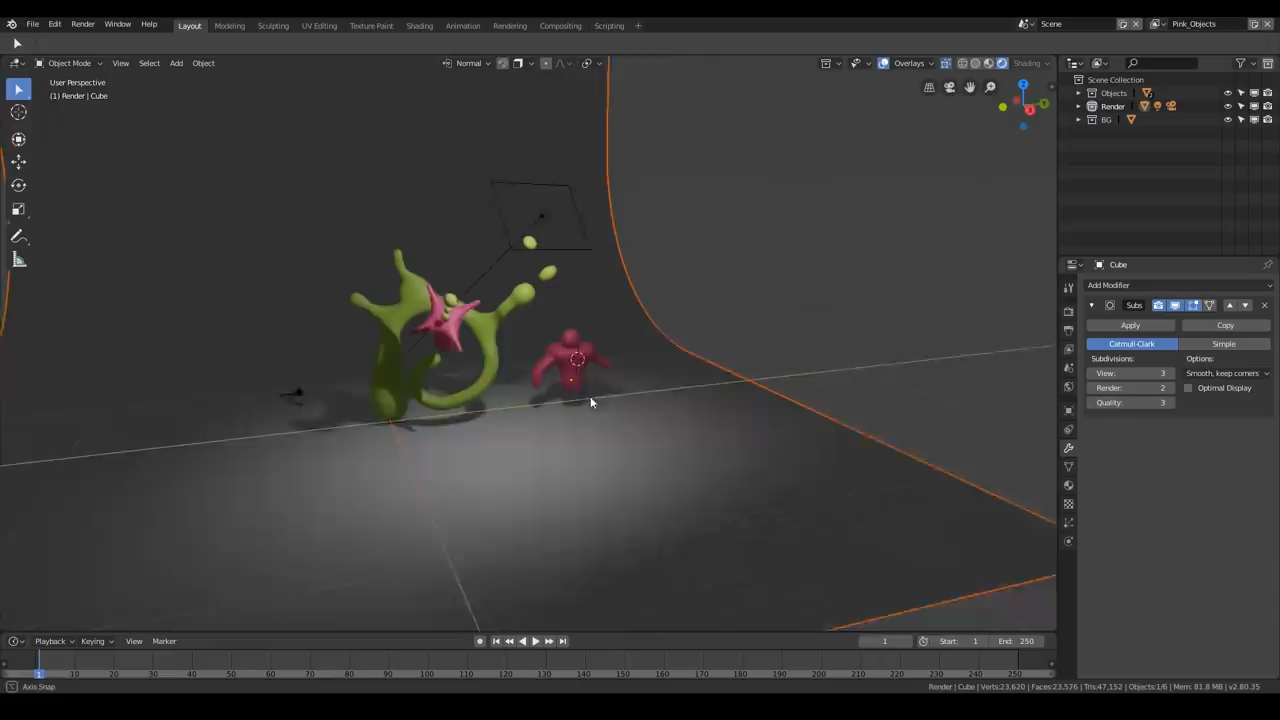 File Edit Render Window Help Layout Modeling Sculpting UV Editing Texture Paint Shading Animation Rendering Compositing Scripting + Scene Pink_Objects
Object Mode View Select Add Object Normal Overlays Shading
User Perspective
(1) Render | Cube
Scene Collection
Objects
Render
BG
Cube
Add Modifier
Subs
Apply Copy
Catmull-Clark Simple
Subdivisions: Options:
View: 3 Smooth, keep corners
Render: 2 Optimal Display
Quality: 3
Playback Keying View Marker 1 Start: 1 End: 250
1 10 20 30 40 50 60 70 80 90 100 110 120 130 140 150 160 170 180 190 200 210 220 230 240 250
Axis Snap Render | Cube | Verts:23,620 | Faces:23,576 | Tris:47,152 | Objects:1/6 | Mem: 81.8 MB | v2.80.35